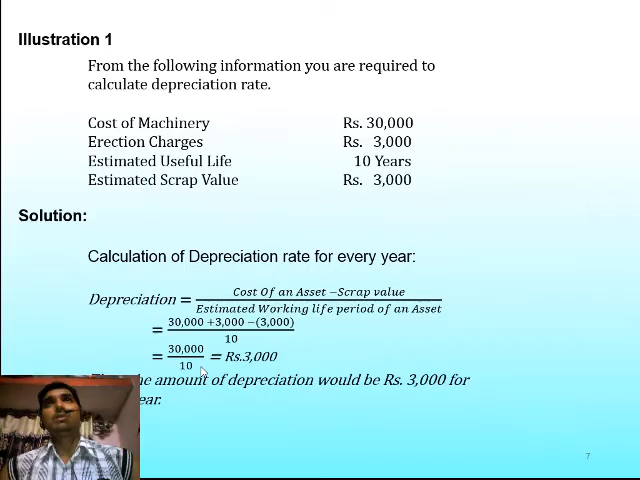 Illustration 1
From the following information you are required to
calculate depreciation rate.
Cost of Machinery Rs. 30,000
Erection Charges Rs. 3,000
Estimated Useful Life 10 Years
Estimated Scrap Value Rs. 3,000
Solution:
Calculation of Depreciation rate for every year:
Depreciation = Cost Of an Asset −Scrap value / Estimated Working life period of an Asset
= 30,000 +3,000 −(3,000) / 10
= 30,000 / 10 = Rs.3,000
amount of depreciation would be Rs. 3,000 for
7